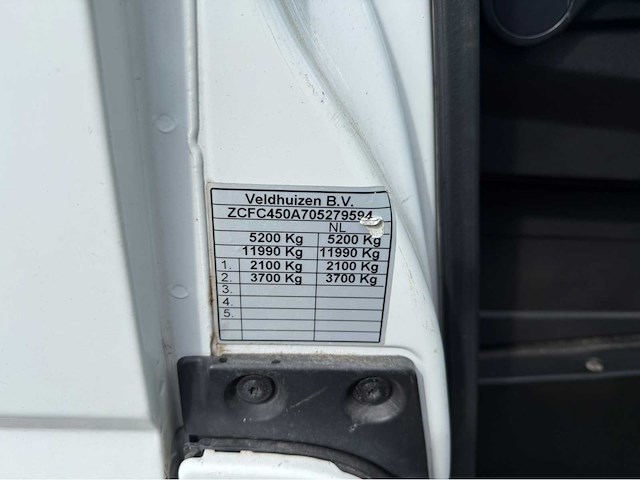 Veldhuizen B.V.
ZCFC450A705279594
NL
5200 Kg 5200 Kg
11990 Kg 11990 Kg
1. 2100 Kg 2100 Kg
2. 3700 Kg 3700 Kg
3.
4.
5.